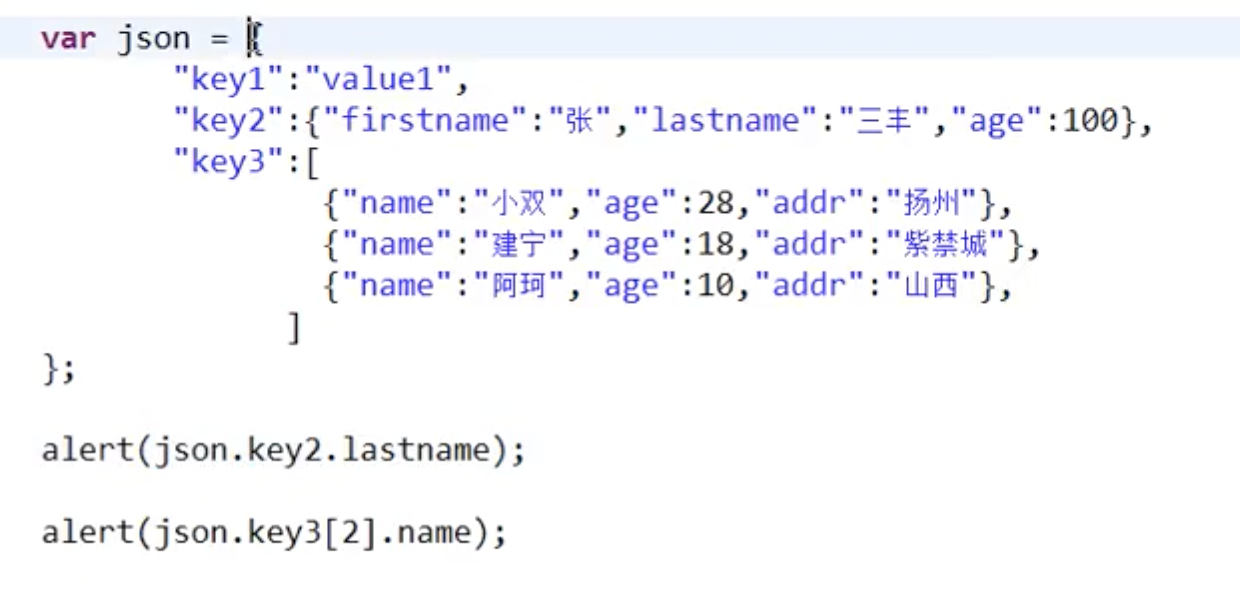 var json = {
"key1":"value1",
"key2":{"firstname":"张","lastname":"三丰","age":100},
"key3":[
{"name":"小双","age":28,"addr":"扬州"},
{"name":"建宁","age":18,"addr":"紫禁城"},
{"name":"阿珂","age":10,"addr":"山西"},
]
};
alert(json.key2.lastname);
alert(json.key3[2].name);